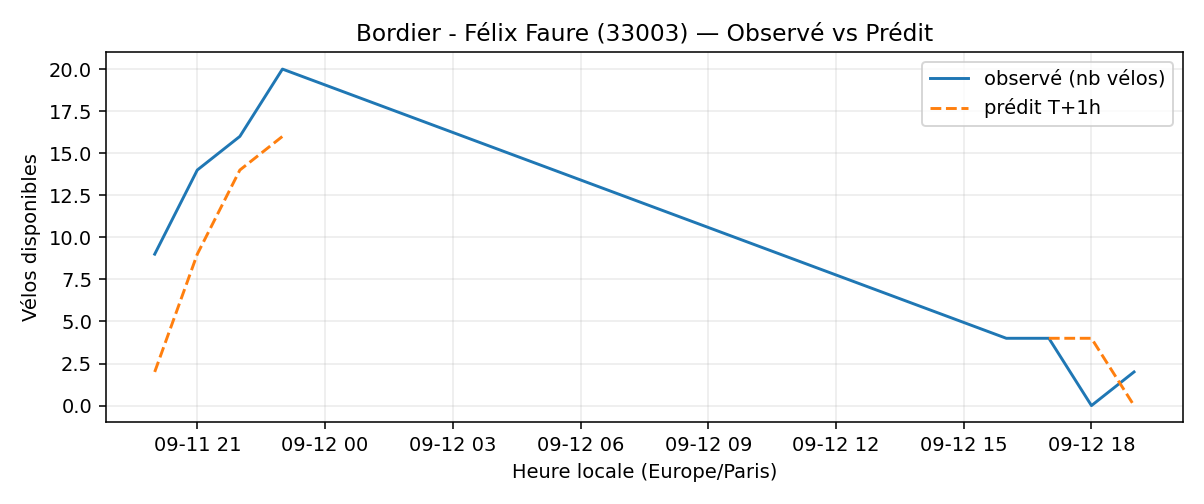 Bordier - Félix Faure (33003) — Observé vs Prédit
observé (nb vélos)
prédit T+1h
Vélos disponibles
20.0
17.5
15.0
12.5
10.0
7.5
5.0
2.5
0.0
09-11 21 09-12 00 09-12 03 09-12 06 09-12 09 09-12 12 09-12 15 09-12 18
Heure locale (Europe/Paris)